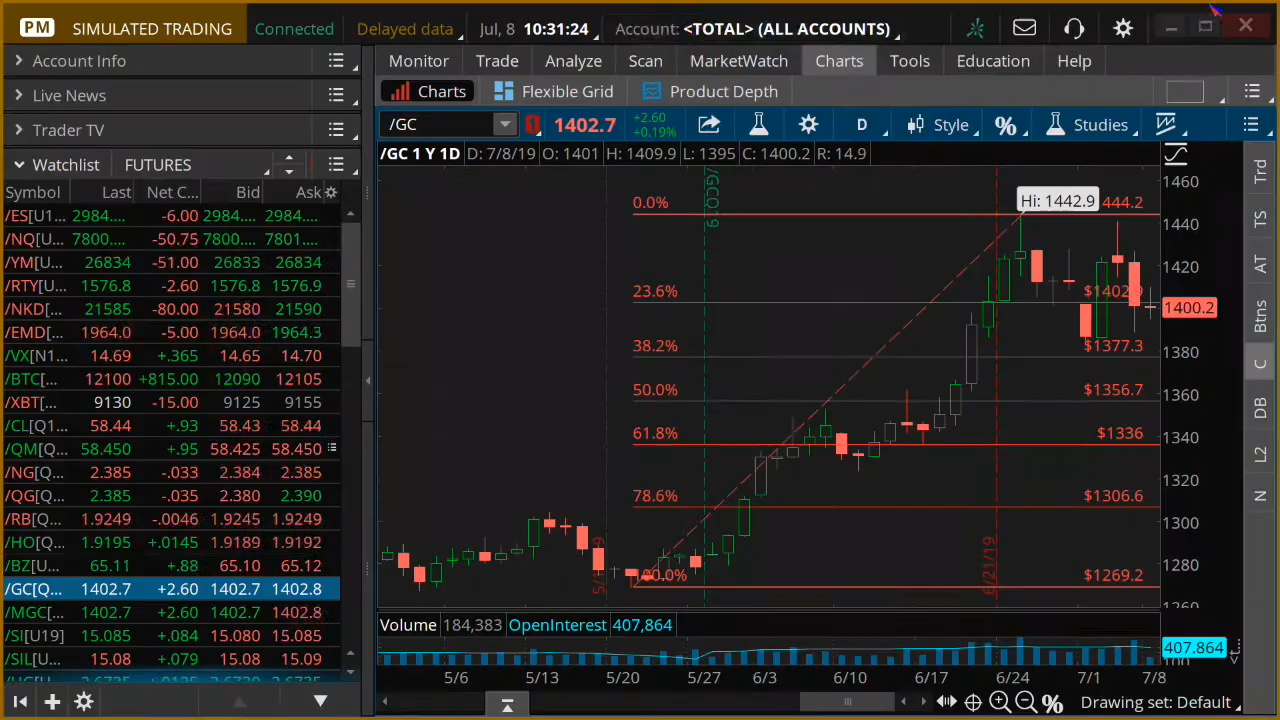 PM SIMULATED TRADING Connected Delayed data Jul, 8 10:31:24 Account: <TOTAL> (ALL ACCOUNTS)
Account Info
Live News
Trader TV
Watchlist FUTURES
Symbol Last Net C... Bid Ask
/ES[U1... 2984.... -6.00 2984.... 2984....
/NQ[U... 7800.... -50.75 7800.... 7801....
/YM[U... 26834 -51.00 26833 26834
/RTY[U... 1576.8 -2.60 1576.8 1576.9
/NKD[... 21585 -80.00 21580 21590
/EMD[... 1964.0 -5.00 1964.0 1964.3
/VX[N1... 14.69 +.365 14.65 14.70
/BTC[... 12100 +815.00 12090 12105
/XBT[... 9130 -15.00 9125 9155
/CL[Q1... 58.44 +.93 58.43 58.44
/QM[Q... 58.450 +.95 58.425 58.450
/NG[Q... 2.385 -.033 2.384 2.385
/QG[Q... 2.385 -.035 2.380 2.390
/RB[Q... 1.9249 -.0046 1.9245 1.9249
/HO[Q... 1.9195 +.0145 1.9189 1.9192
/BZ[U... 65.11 +.88 65.10 65.12
/GC[Q... 1402.7 +2.60 1402.7 1402.8
/MGC[... 1402.7 +2.60 1402.7 1402.8
/SI[U19] 15.085 +.084 15.080 15.085
/SIL[U... 15.08 +.079 15.08 15.09
Monitor Trade Analyze Scan MarketWatch Charts Tools Education Help
Charts Flexible Grid Product Depth
/GC 1 1402.7 +2.60 +0.19% D Style % Studies
/GC 1 Y 1D D: 7/8/19 O: 1401 H: 1409.9 L: 1395 C: 1400.2 R: 14.9
/GCQ19
0.0% Hi: 1442.9 444.2
23.6% $1402.9
38.2% $1377.3
50.0% $1356.7
61.8% $1336
78.6% $1306.6
100.0% $1269.2
6/21/19
1460
1440
1420
1400.2
1380
1360
1340
1320
1300
1280
1260
Volume 184,383 OpenInterest 407,864
407,864
5/6 5/13 5/20 5/27 6/3 6/10 6/17 6/24 7/1 7/8
% Drawing set: Default
Trd
TS
AT
Btns
C
DB
L2
N